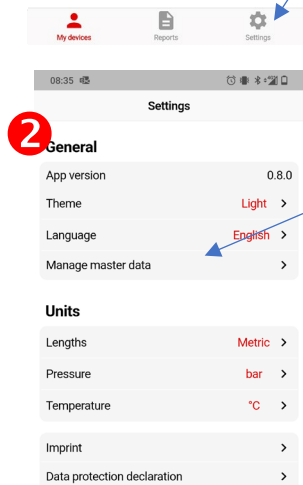 My devices Reports Settings
08:35
Settings
2
General
App version 0.8.0
Theme Light
Language English
Manage master data
Units
Lengths Metric
Pressure bar
Temperature °C
Imprint
Data protection declaration